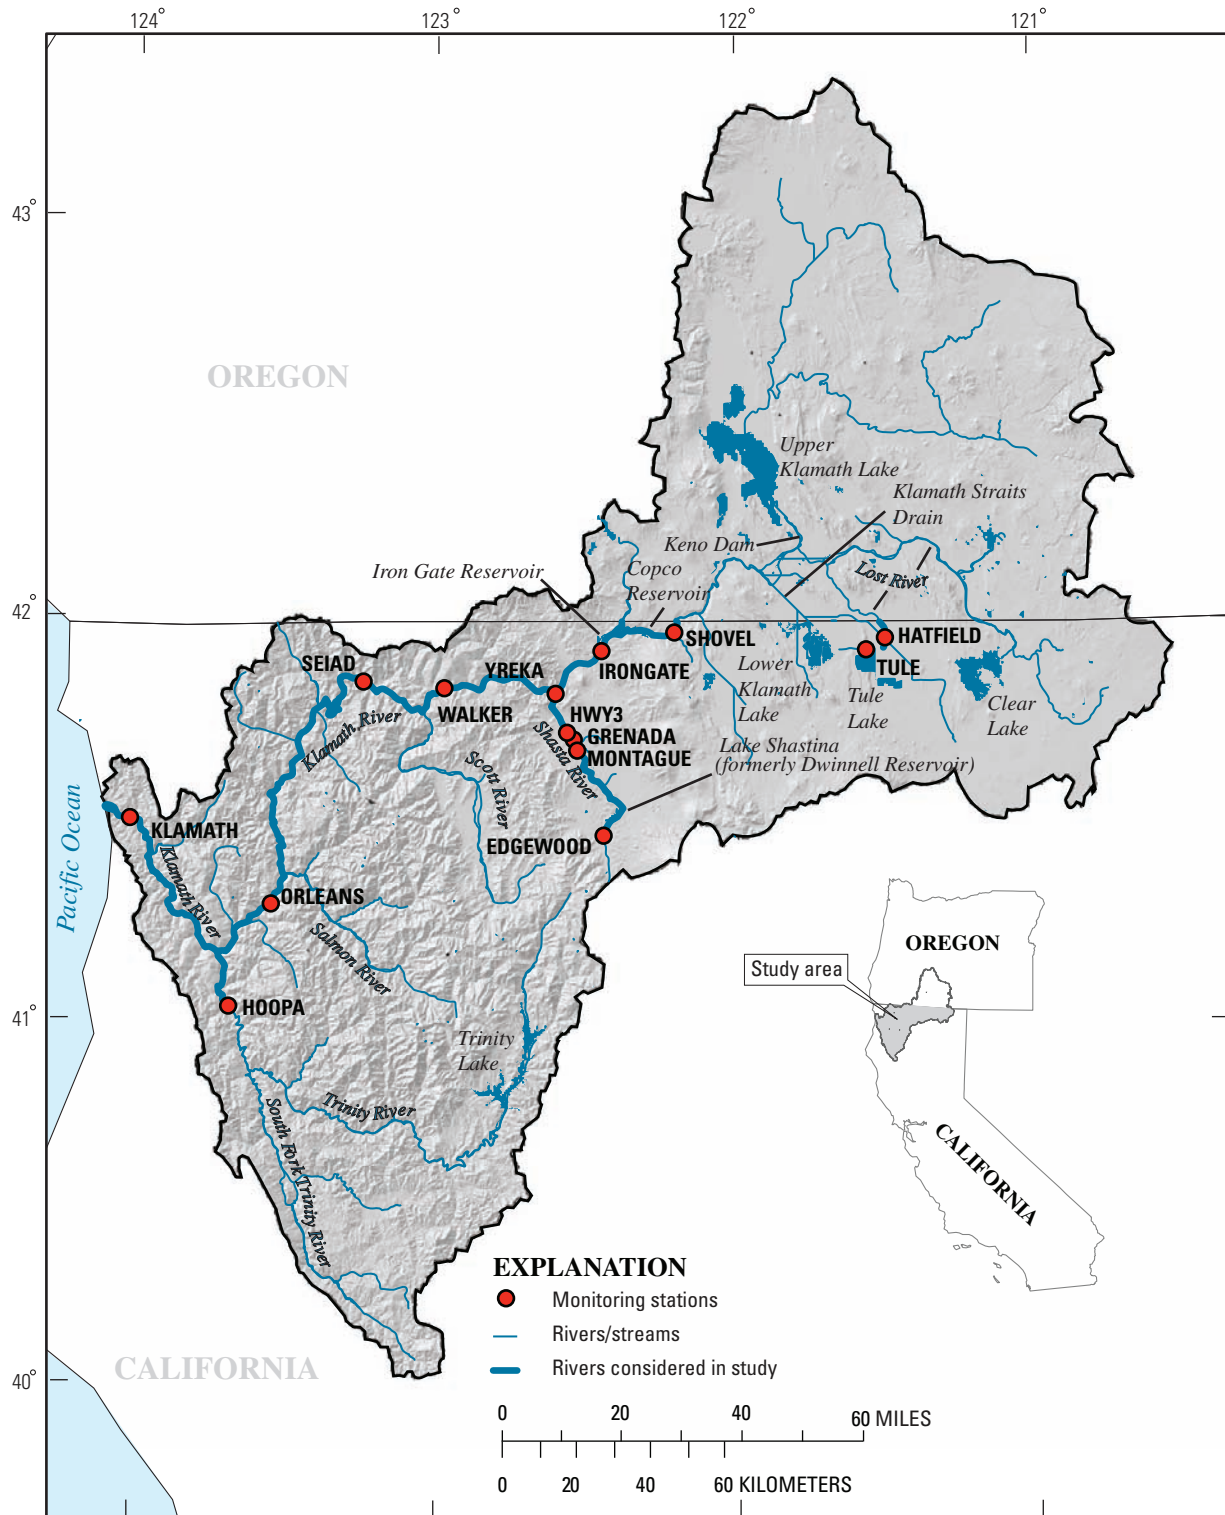 124°
123°
122°
121°
43°
OREGON
Upper
Klamath Lake
Klamath Straits
Drain
Keno Dam
Iron Gate Reservoir
Copco
Reservoir
Lost River
42°
SHOVEL
HATFIELD
SEIAD
YREKA
IRONGATE
TULE
Lower
Klamath
Lake
Tule
Lake
Clear
Lake
WALKER
HWY3
Klamath River
GRENADA
MONTAGUE
Shasta River
Lake Shastina
(formerly Dwinnell Reservoir)
Scott River
KLAMATH
EDGEWOOD
Klamath River
Pacific Ocean
ORLEANS
Salmon River
OREGON
Study area
HOOPA
41°
Trinity
Lake
Trinity River
South Fork Trinity River
CALIFORNIA
EXPLANATION
Monitoring stations
Rivers/streams
Rivers considered in study
CALIFORNIA
40°
0 20 40 60 MILES
0 20 40 60 KILOMETERS